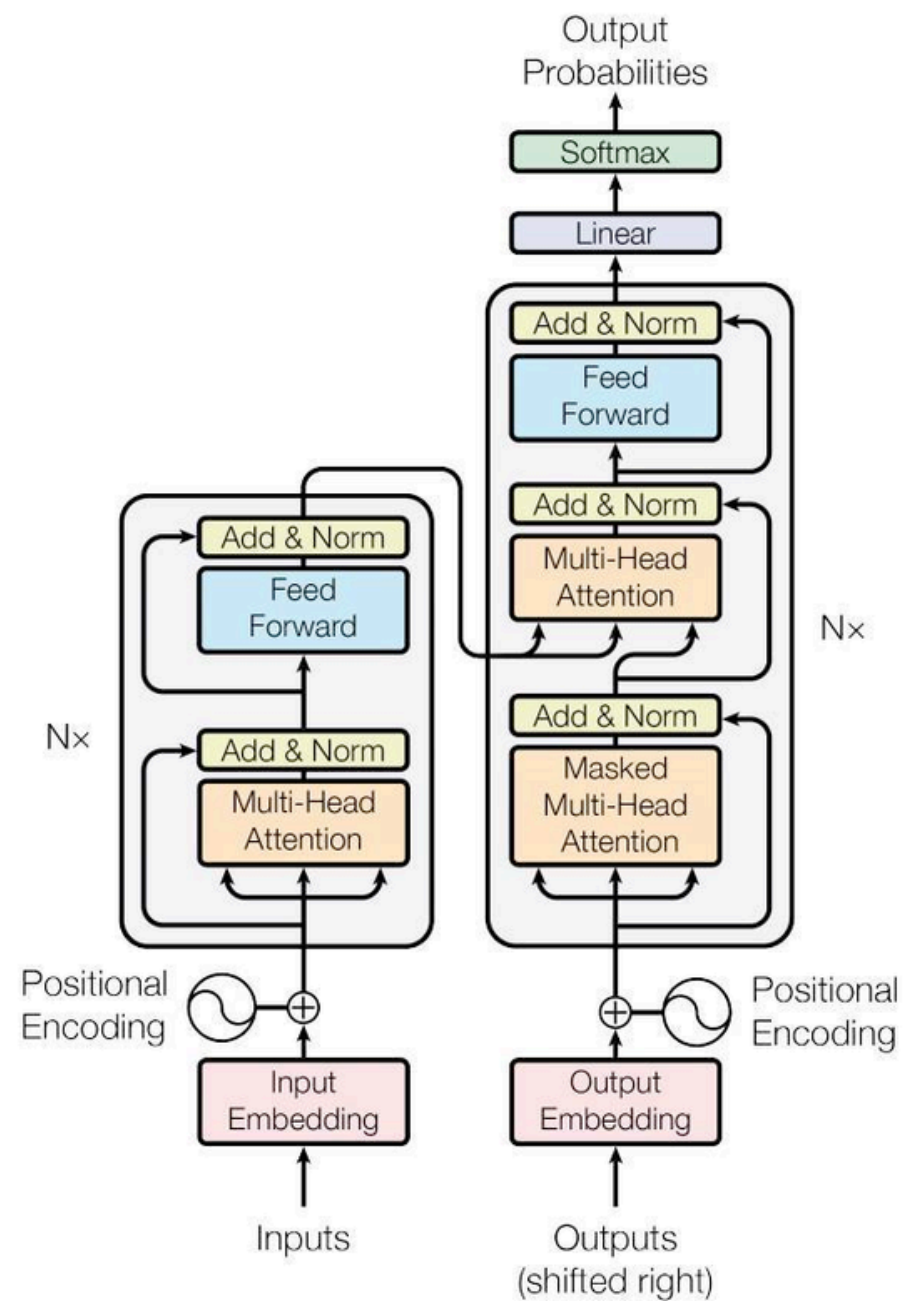 Output
Probabilities
Softmax
Linear
Add & Norm
Feed
Forward
Add & Norm
Multi-Head
Attention
Add & Norm
Masked
Multi-Head
Attention
Nx
Add & Norm
Feed
Forward
Add & Norm
Multi-Head
Attention
Nx
Positional
Encoding
Positional
Encoding
Input
Embedding
Output
Embedding
Inputs
Outputs
(shifted right)